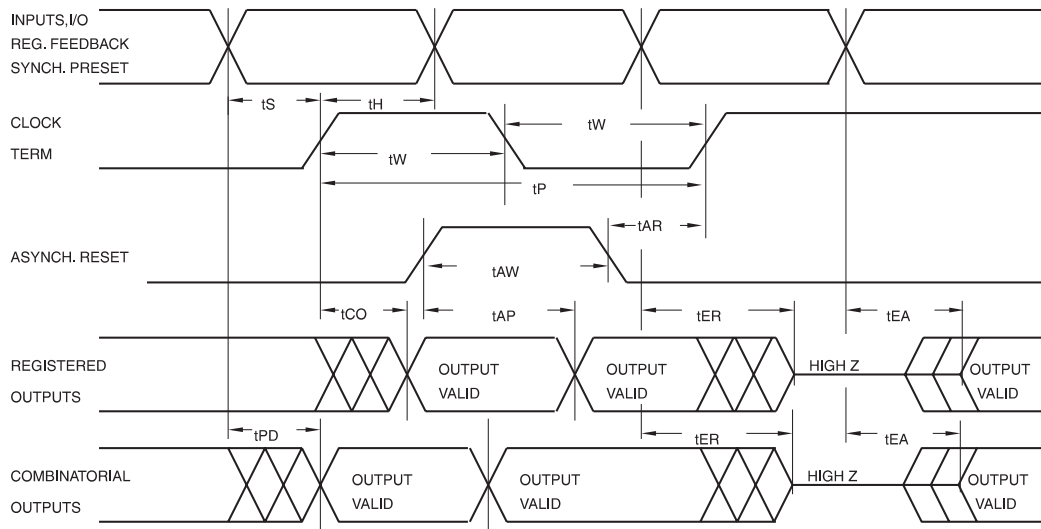 INPUTS,I/O
REG. FEEDBACK
SYNCH. PRESET
tS
tH
CLOCK
TERM
tW
tW
tP
ASYNCH. RESET
tAR
tAW
tCO
tAP
tER
tEA
REGISTERED
OUTPUTS
OUTPUT
VALID
OUTPUT
VALID
HIGH Z
OUTPUT
VALID
tPD
tER
tEA
COMBINATORIAL
OUTPUTS
OUTPUT
VALID
OUTPUT
VALID
HIGH Z
OUTPUT
VALID